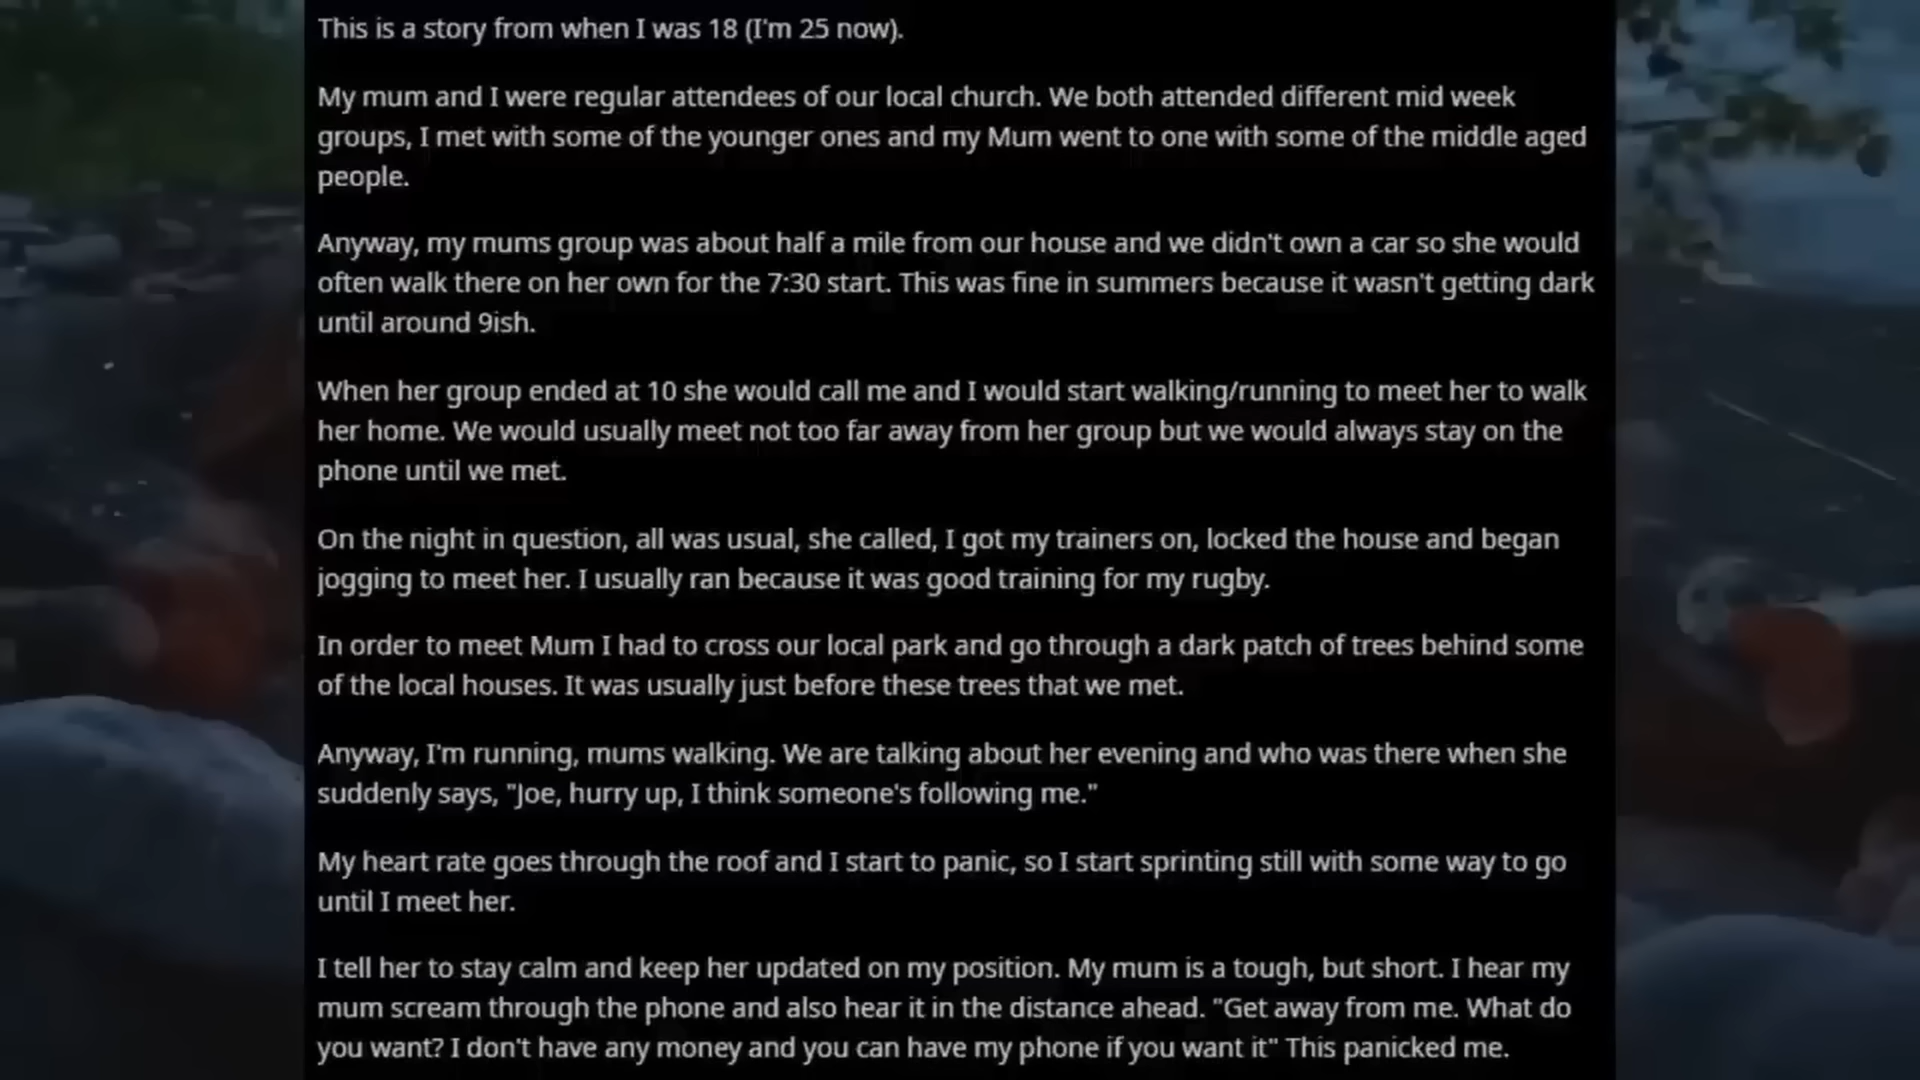 This is a story from when I was 18 (I'm 25 now).
My mum and I were regular attendees of our local church. We both attended different mid week
groups, I met with some of the younger ones and my Mum went to one with some of the middle aged
people.
Anyway, my mums group was about half a mile from our house and we didn't own a car so she would
often walk there on her own for the 7:30 start. This was fine in summers because it wasn't getting dark
until around 9ish.
When her group ended at 10 she would call me and I would start walking/running to meet her to walk
her home. We would usually meet not too far away from her group but we would always stay on the
phone until we met.
On the night in question, all was usual, she called, I got my trainers on, locked the house and began
jogging to meet her. I usually ran because it was good training for my rugby.
In order to meet Mum I had to cross our local park and go through a dark patch of trees behind some
of the local houses. It was usually just before these trees that we met.
Anyway, I'm running, mums walking. We are talking about her evening and who was there when she
suddenly says, "Joe, hurry up, I think someone's following me."
My heart rate goes through the roof and I start to panic, so I start sprinting still with some way to go
until I meet her.
I tell her to stay calm and keep her updated on my position. My mum is a tough, but short. I hear my
mum scream through the phone and also hear it in the distance ahead. "Get away from me. What do
you want? I don't have any money and you can have my phone if you want it" This panicked me.